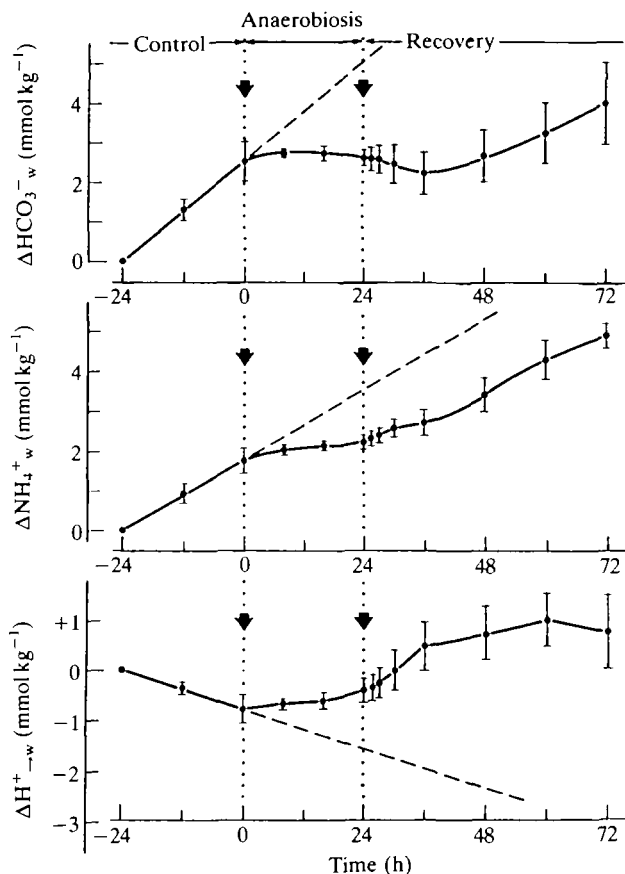 Anaerobiosis
Control
Recovery
ΔHCO₃⁻w (mmol kg⁻¹)
4
2
0
−24 0 24 48 72
ΔNH₄⁺w (mmol kg⁻¹)
4
2
0
−24 0 24 48 72
ΔH⁺→w (mmol kg⁻¹)
+1
0
−1
−2
−3
−24 0 24 48 72
Time (h)